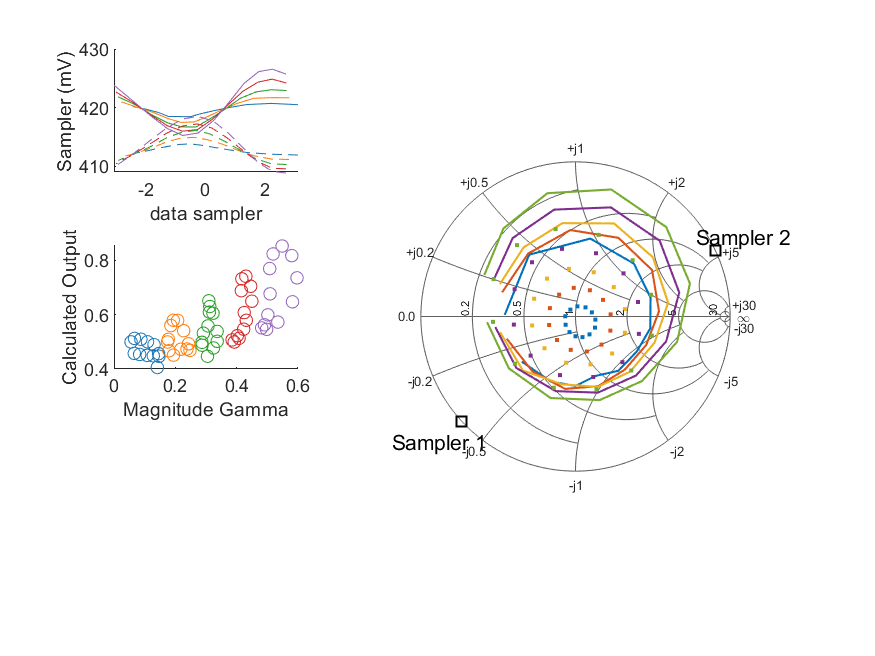 430
420
410
Sampler (mV)
-2
0
2
data sampler
0.8
0.6
0.4
Calculated Output
0
0.2
0.4
0.6
Magnitude Gamma
+j1
+j0.5
+j2
Sampler 2
+j0.2
+j5
0.0
0.2
0.5
1
2
5
30
+j30
∞
-j30
-j0.2
-j5
Sampler 1
-j0.5
-j2
-j1